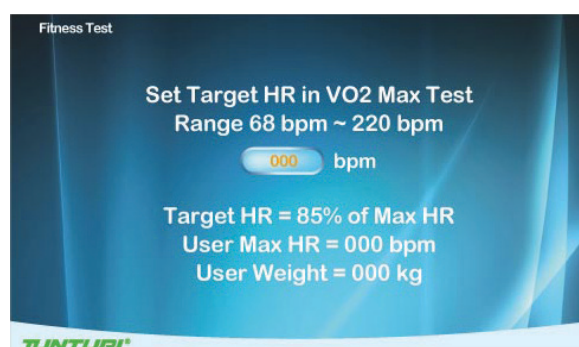 Fitness Test
Set Target HR in VO2 Max Test
Range 68 bpm ~ 220 bpm
000 bpm
Target HR = 85% of Max HR
User Max HR = 000 bpm
User Weight = 000 kg
TUNTURI®